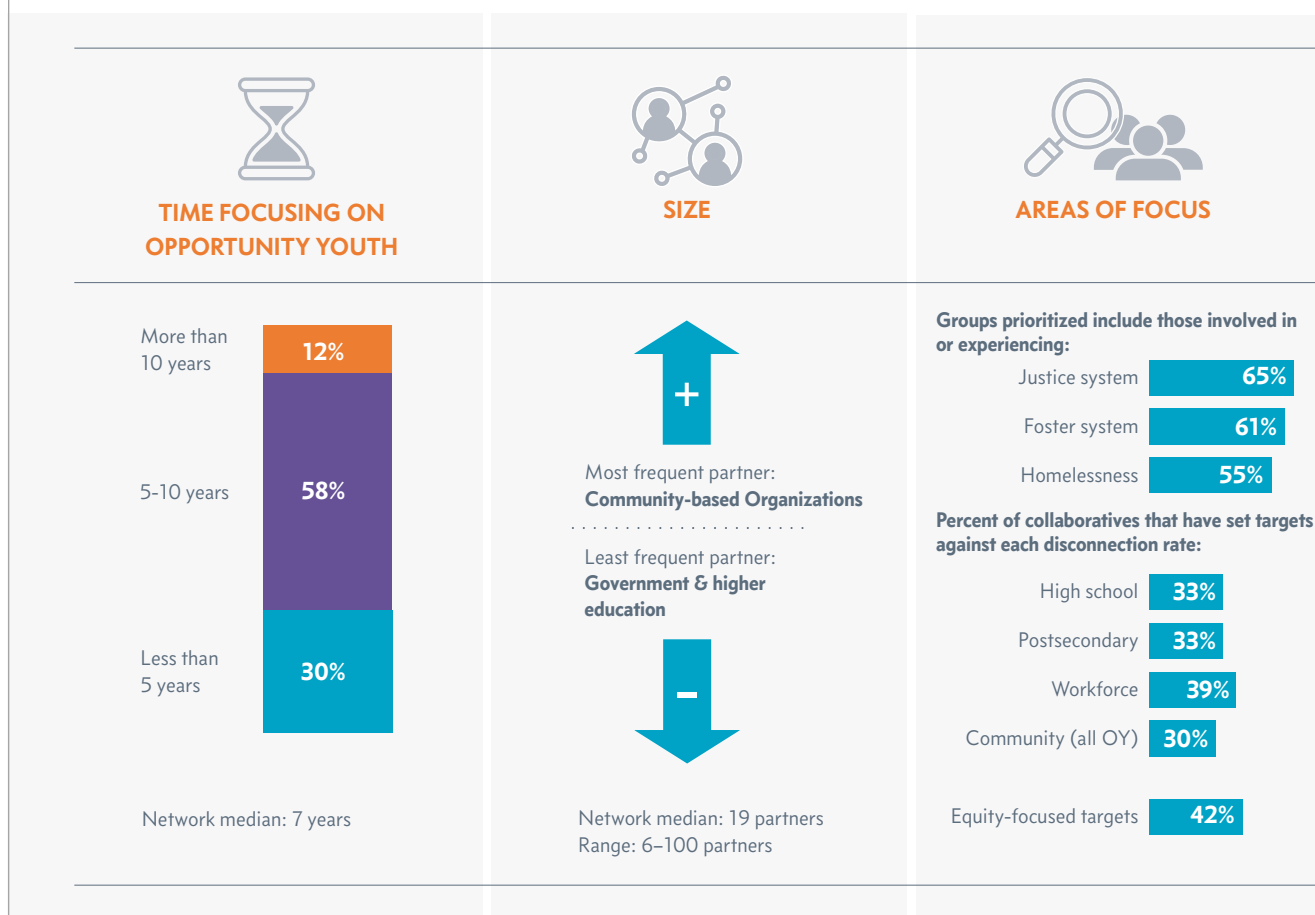 TIME FOCUSING ON
OPPORTUNITY YOUTH
More than
10 years
12%
5-10 years
58%
Less than
5 years
30%
Network median: 7 years
SIZE
+
Most frequent partner:
Community-based Organizations
Least frequent partner:
Government & higher
education
–
Network median: 19 partners
Range: 6–100 partners
AREAS OF FOCUS
Groups prioritized include those involved in
or experiencing:
Justice system 65%
Foster system 61%
Homelessness 55%
Percent of collaboratives that have set targets
against each disconnection rate:
High school 33%
Postsecondary 33%
Workforce 39%
Community (all OY) 30%
Equity-focused targets 42%